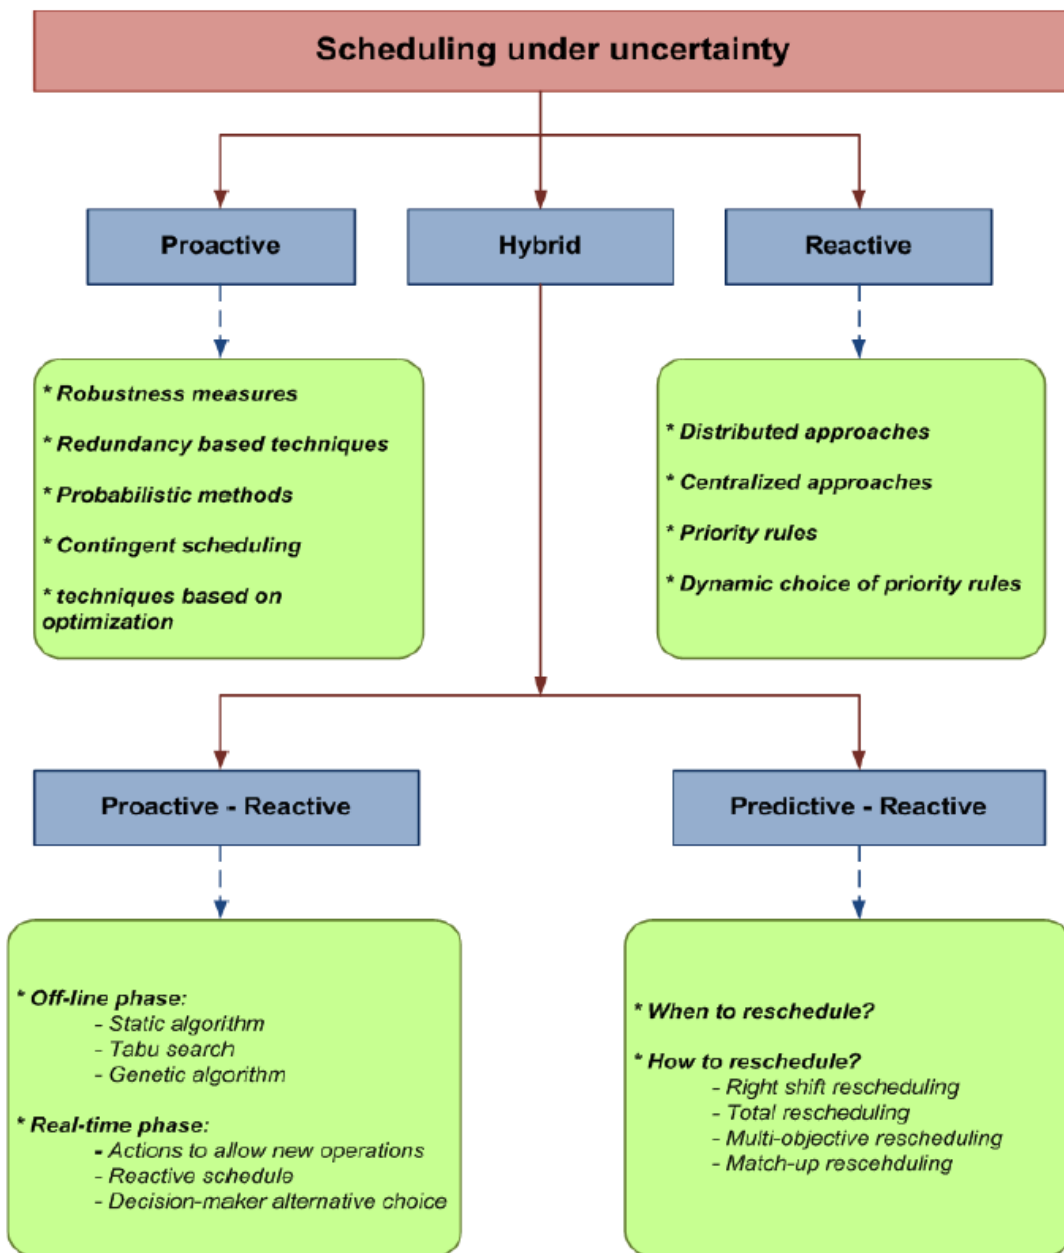 Scheduling under uncertainty
Proactive
Hybrid
Reactive
* Robustness measures
* Redundancy based techniques
* Probabilistic methods
* Contingent scheduling
* techniques based on
optimization
* Distributed approaches
* Centralized approaches
* Priority rules
* Dynamic choice of priority rules
Proactive - Reactive
Predictive - Reactive
* Off-line phase:
- Static algorithm
- Tabu search
- Genetic algorithm
* Real-time phase:
- Actions to allow new operations
- Reactive schedule
- Decision-maker alternative choice
* When to reschedule?
* How to reschedule?
- Right shift rescheduling
- Total rescheduling
- Multi-objective rescheduling
- Match-up rescehduling